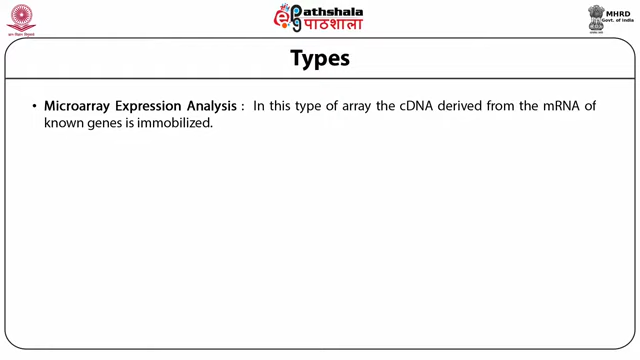 ePathshala
पाठशाला
MHRD
Govt. of India
Types
• Microarray Expression Analysis : In this type of array the cDNA derived from the mRNA of
known genes is immobilized.